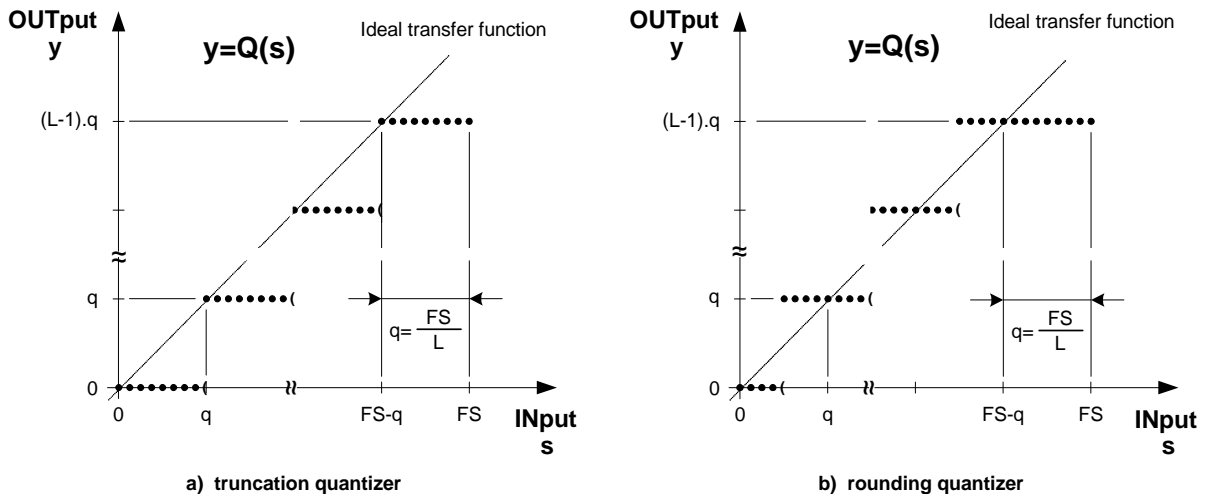 OUTput
y
y=Q(s)
Ideal transfer function
(L-1).q
q
q= FS
L
0
0
q
FS-q
FS
INput
s
a) truncation quantizer
OUTput
y
y=Q(s)
Ideal transfer function
(L-1).q
q
q= FS
L
0
0
q
FS-q
FS
INput
s
b) rounding quantizer